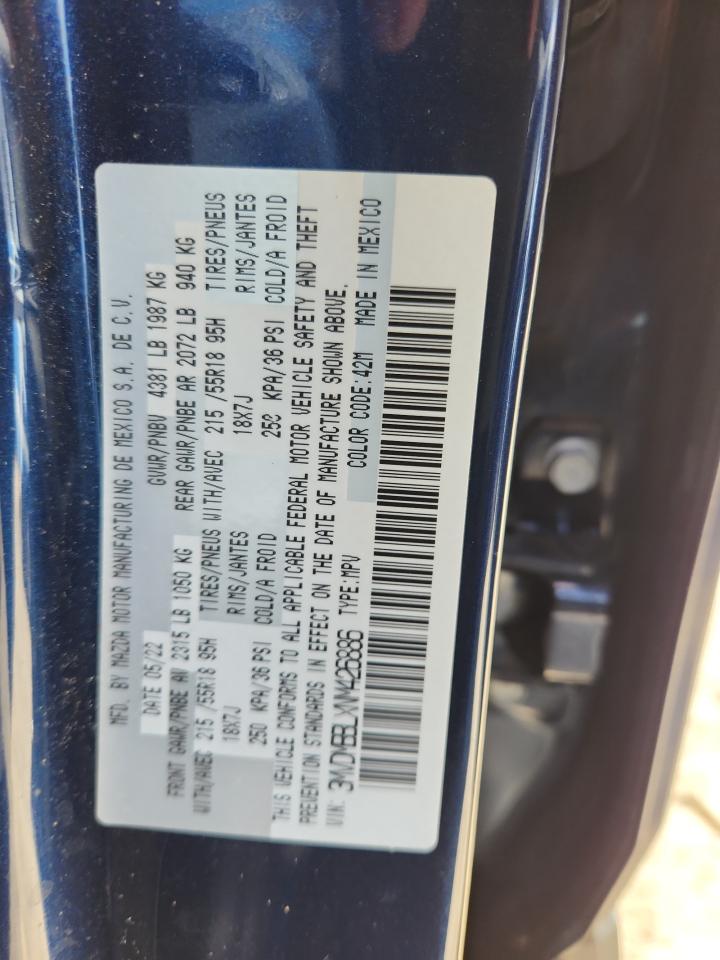 MFD. BY MAZDA MOTOR MANUFACTURING DE MEXICO S.A. DE C.V.
DATE 05/22 GVWR/PNBV 4381 LB 1987 KG
FRONT GAWR/PNBE AV 2315 LB 1050 KG REAR GAWR/PNBE AR 2072 LB 940 KG
WITH/AVEC 215 /55R18 95H TIRES/PNEUS WITH/AVEC 215 /55R18 95H TIRES/PNEUS
18X7J RIMS/JANTES 18X7J RIMS/JANTES
250 KPA/36 PSI COLD/A FROID 250 KPA/36 PSI COLD/A FROID
THIS VEHICLE CONFORMS TO ALL APPLICABLE FEDERAL MOTOR VEHICLE SAFETY AND THEFT
PREVENTION STANDARDS IN EFFECT ON THE DATE OF MANUFACTURE SHOWN ABOVE.
VIN: 3MVDMBBLXNM426886 TYPE:MPV COLOR CODE:42M MADE IN MEXICO